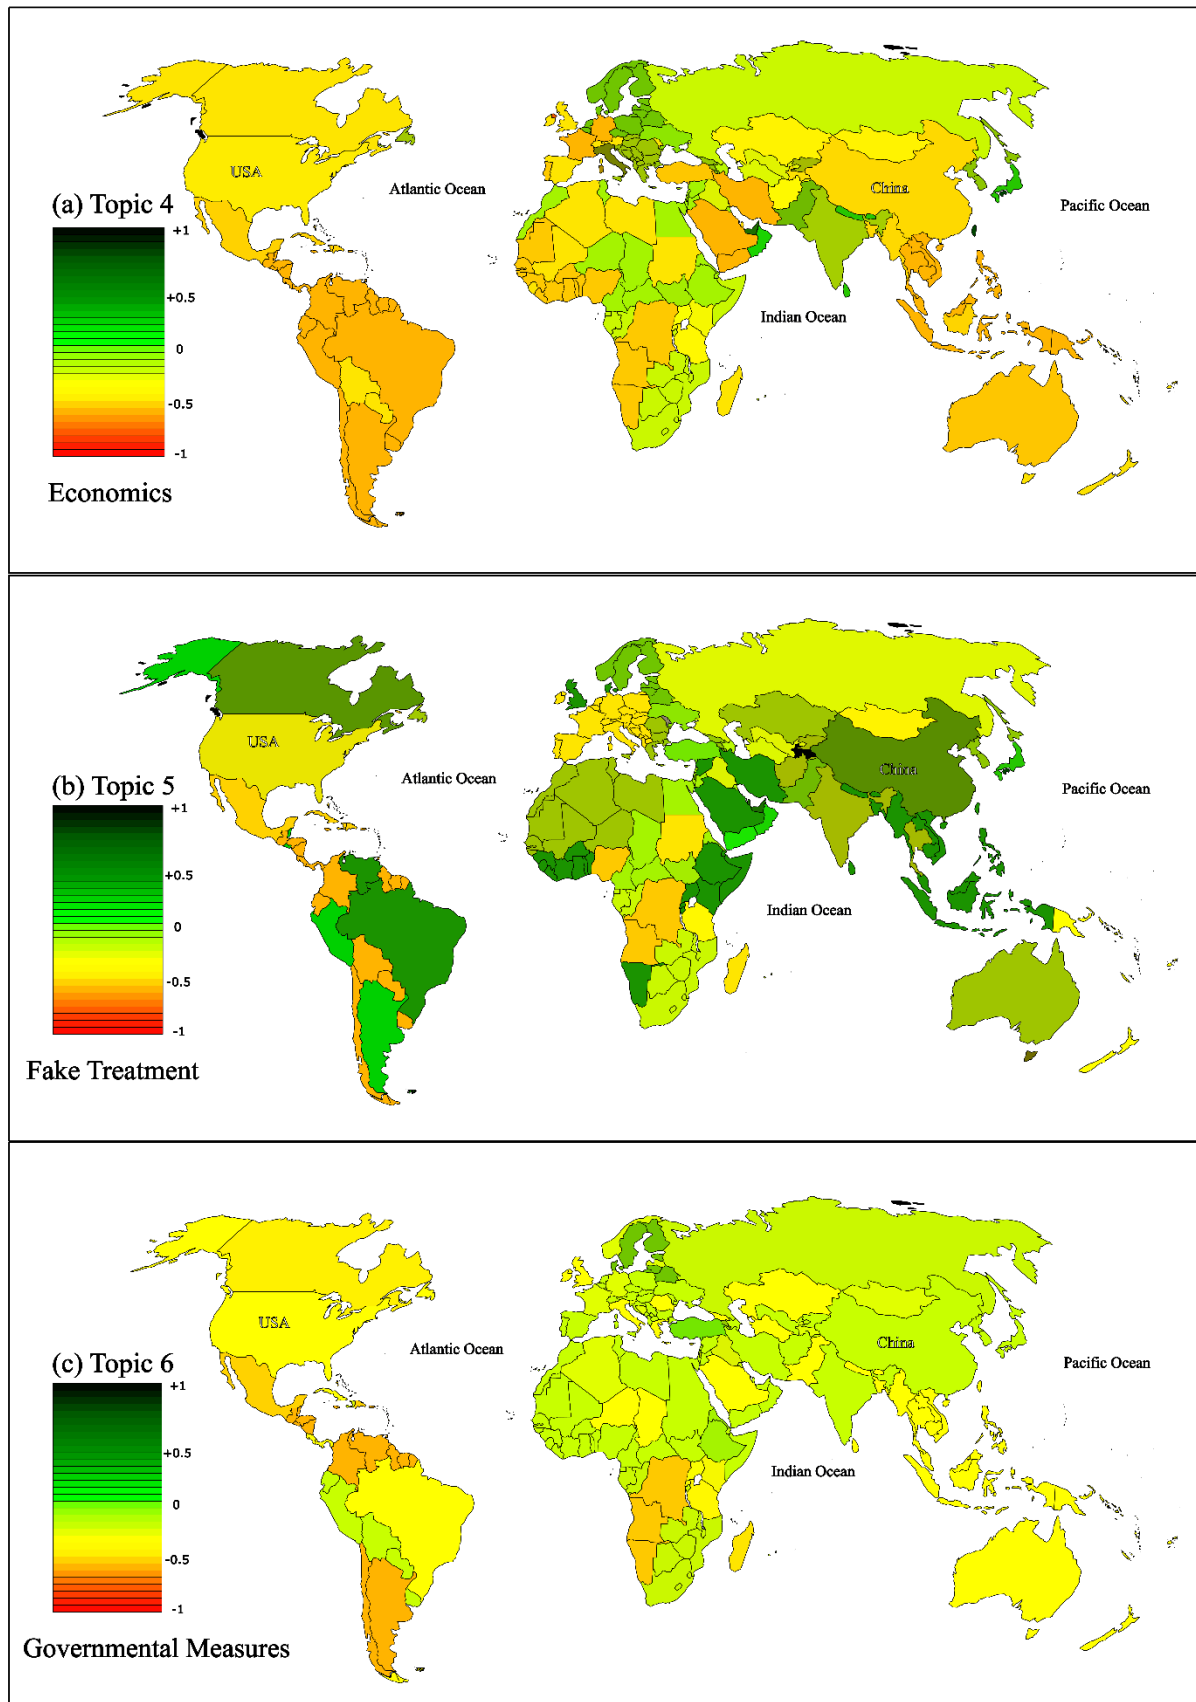 USA
Atlantic Ocean
China
Pacific Ocean
(a) Topic 4
+1
+0.5
0
-0.5
-1
Indian Ocean
Economics
USA
Atlantic Ocean
China
Pacific Ocean
(b) Topic 5
+1
+0.5
0
-0.5
-1
Indian Ocean
Fake Treatment
USA
Atlantic Ocean
China
Pacific Ocean
(c) Topic 6
+1
+0.5
0
-0.5
-1
Indian Ocean
Governmental Measures